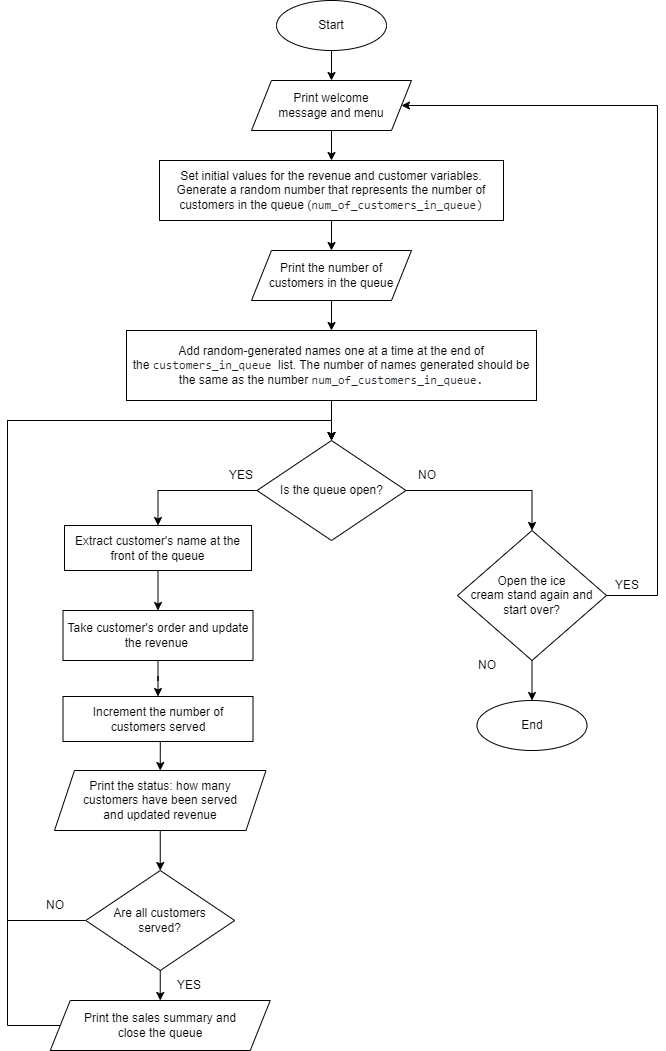 Start
Print welcome
message and menu
Set initial values for the revenue and customer variables.
Generate a random number that represents the number of
customers in the queue (num_of_customers_in_queue)
Print the number of
customers in the queue
Add random-generated names one at a time at the end of
the customers_in_queue list. The number of names generated should be
the same as the number num_of_customers_in_queue.
YES
Is the queue open?
NO
Extract customer's name at the
front of the queue
Open the ice
cream stand again and
start over?
YES
Take customer's order and update
the revenue
NO
Increment the number of
customers served
End
Print the status: how many
customers have been served
and updated revenue
NO
Are all customers
served?
YES
Print the sales summary and
close the queue